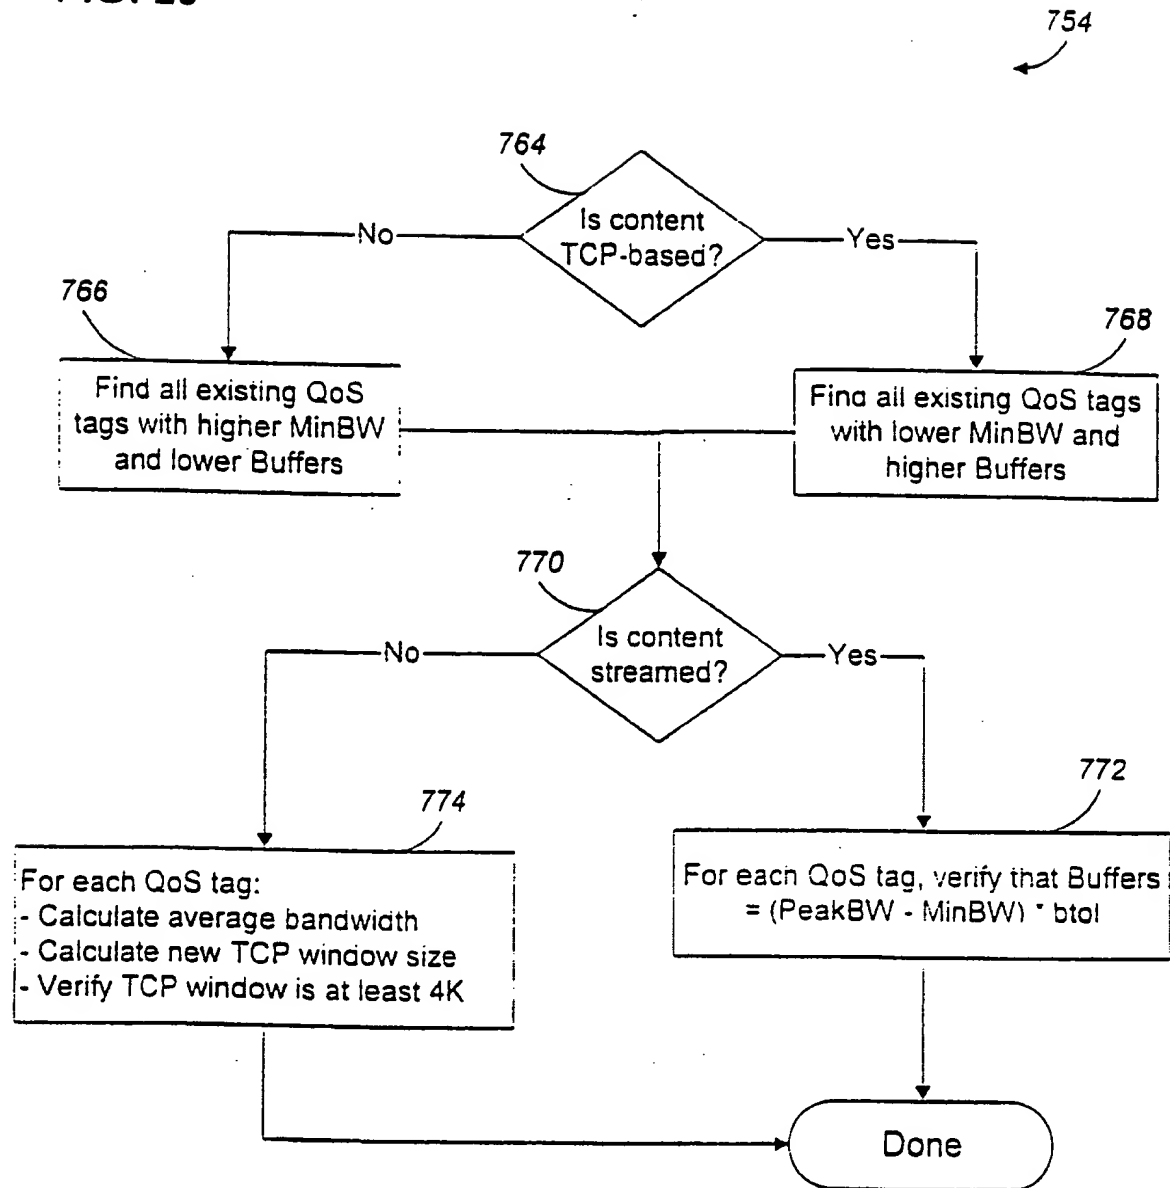 754
764
Is content
TCP-based?
No
Yes
766
768
Find all existing QoS
tags with higher MinBW
and lower Buffers
Find all existing QoS tags
with lower MinBW and
higher Buffers
770
Is content
streamed?
No
Yes
774
772
For each QoS tag:
- Calculate average bandwidth
- Calculate new TCP window size
- Verify TCP window is at least 4K
For each QoS tag, verify that Buffers
= (PeakBW - MinBW) * btol
Done